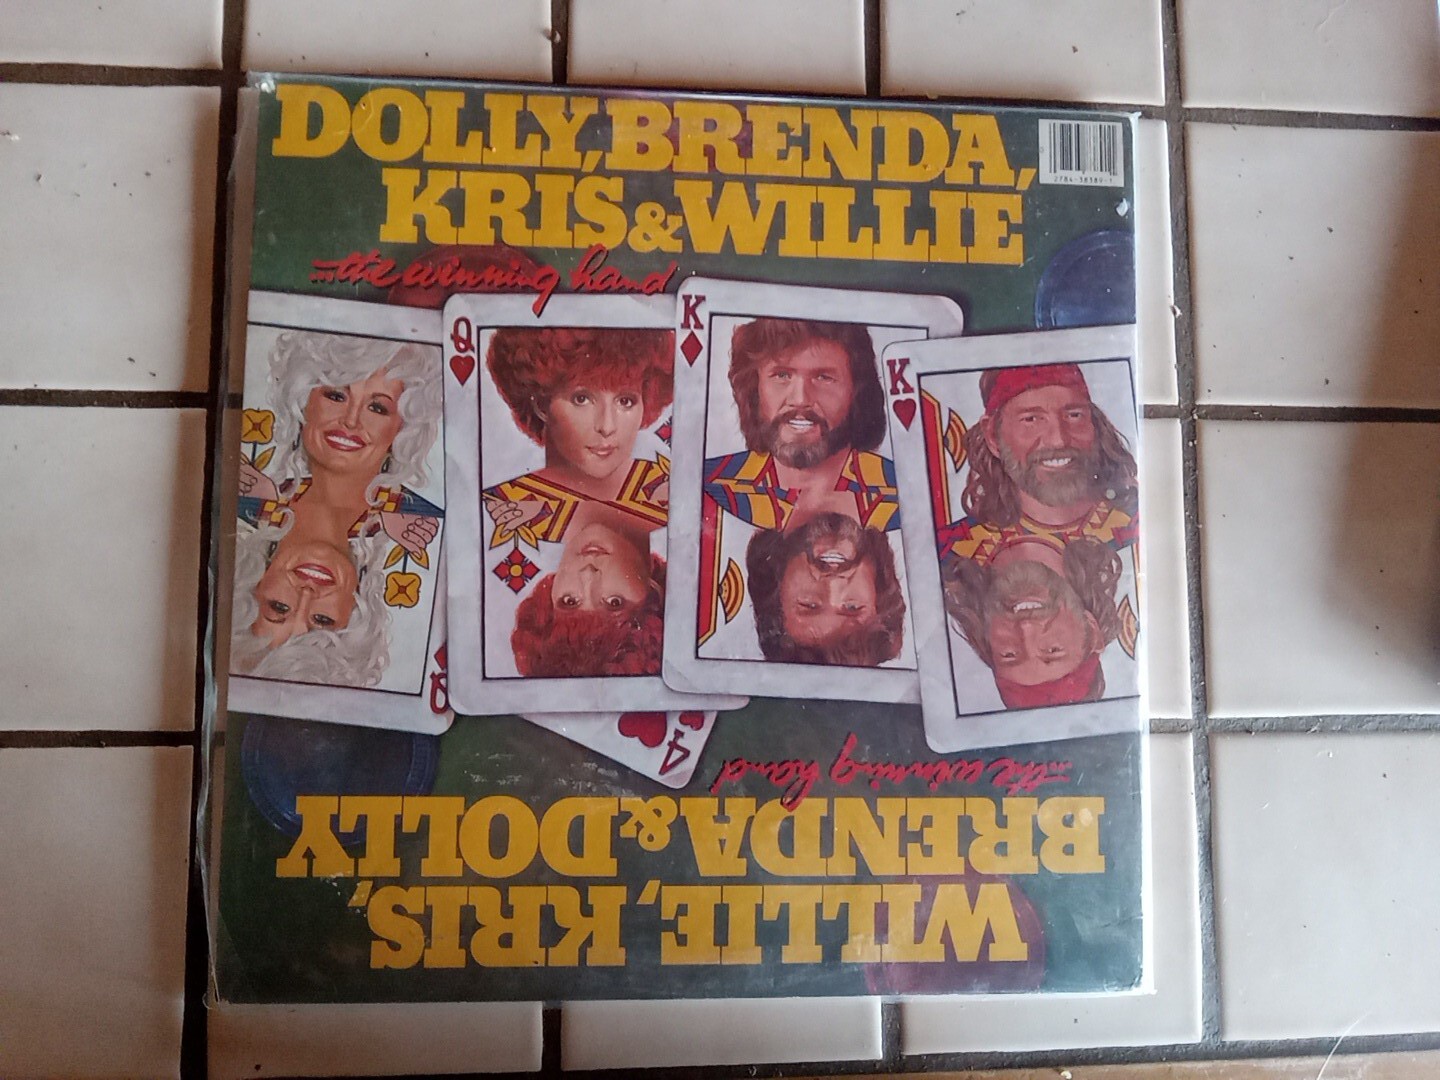 DOLLY, BRENDA,
KRIS & WILLIE
...the winning hand
Q
K
K
Q
4
...the winning hand
WILLIE, KRIS,
BRENDA & DOLLY